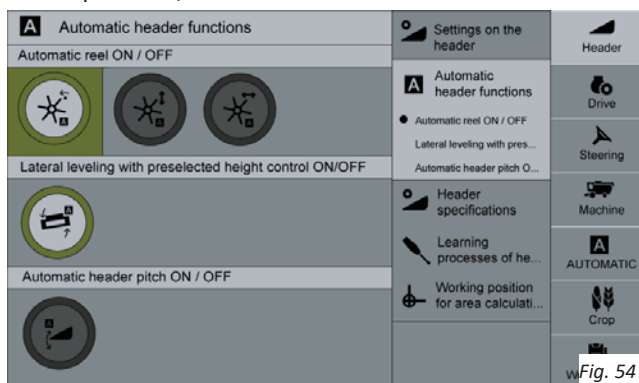 A Automatic header functions
Automatic reel ON / OFF
A
A
A
Lateral leveling with preselected height control ON/OFF
A
Automatic header pitch ON / OFF
A
Settings on the
header
A Automatic
header functions
Automatic reel ON / OFF
Lateral leveling with pres...
Automatic header pitch O...
Header
specifications
Learning
processes of he...
Working position
for area calculati...
Header
Drive
Steering
Machine
A
AUTOMATIC
Crop
Fig. 54